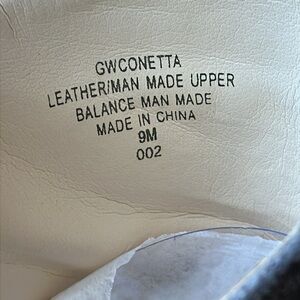 GWCONETTA
LEATHER/MAN MADE UPPER
BALANCE MAN MADE
MADE IN CHINA
9M
002